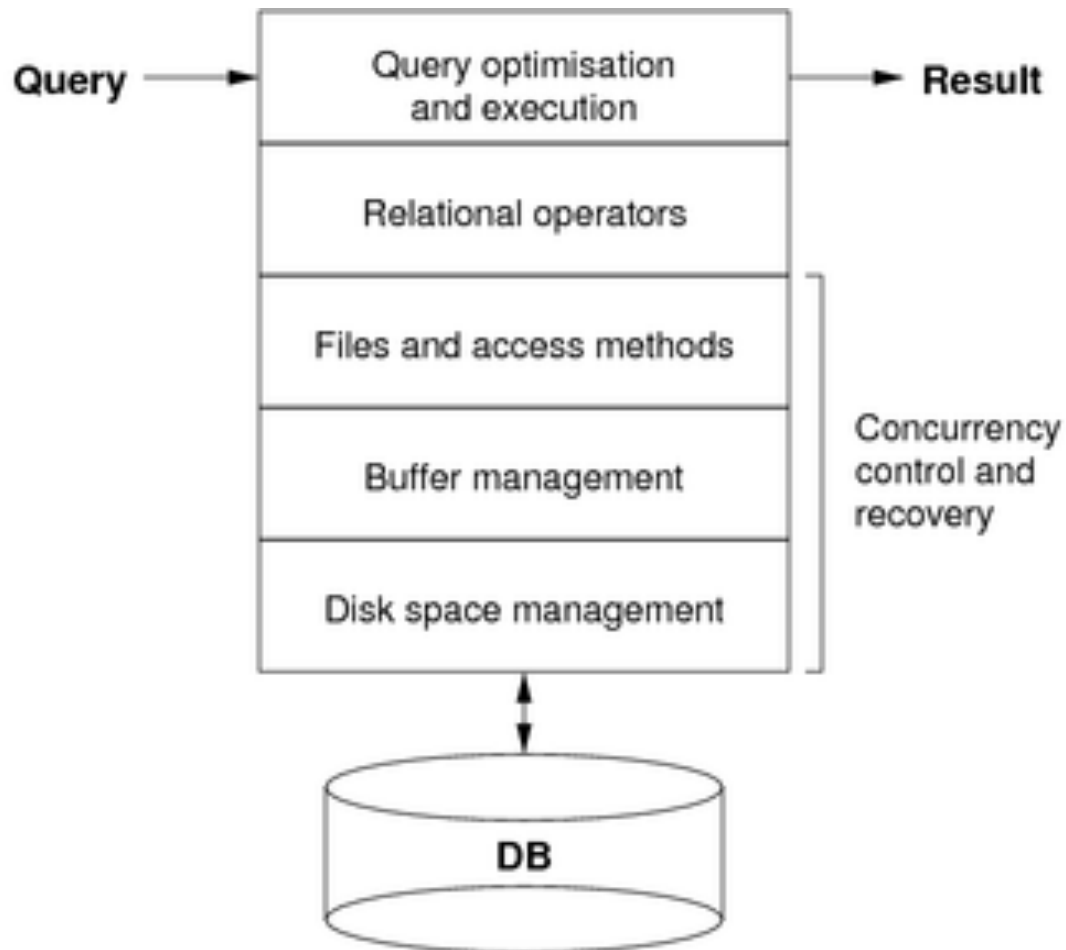 Query
Query optimisation
and execution
Result
Relational operators
Files and access methods
Buffer management
Disk space management
Concurrency
control and
recovery
DB